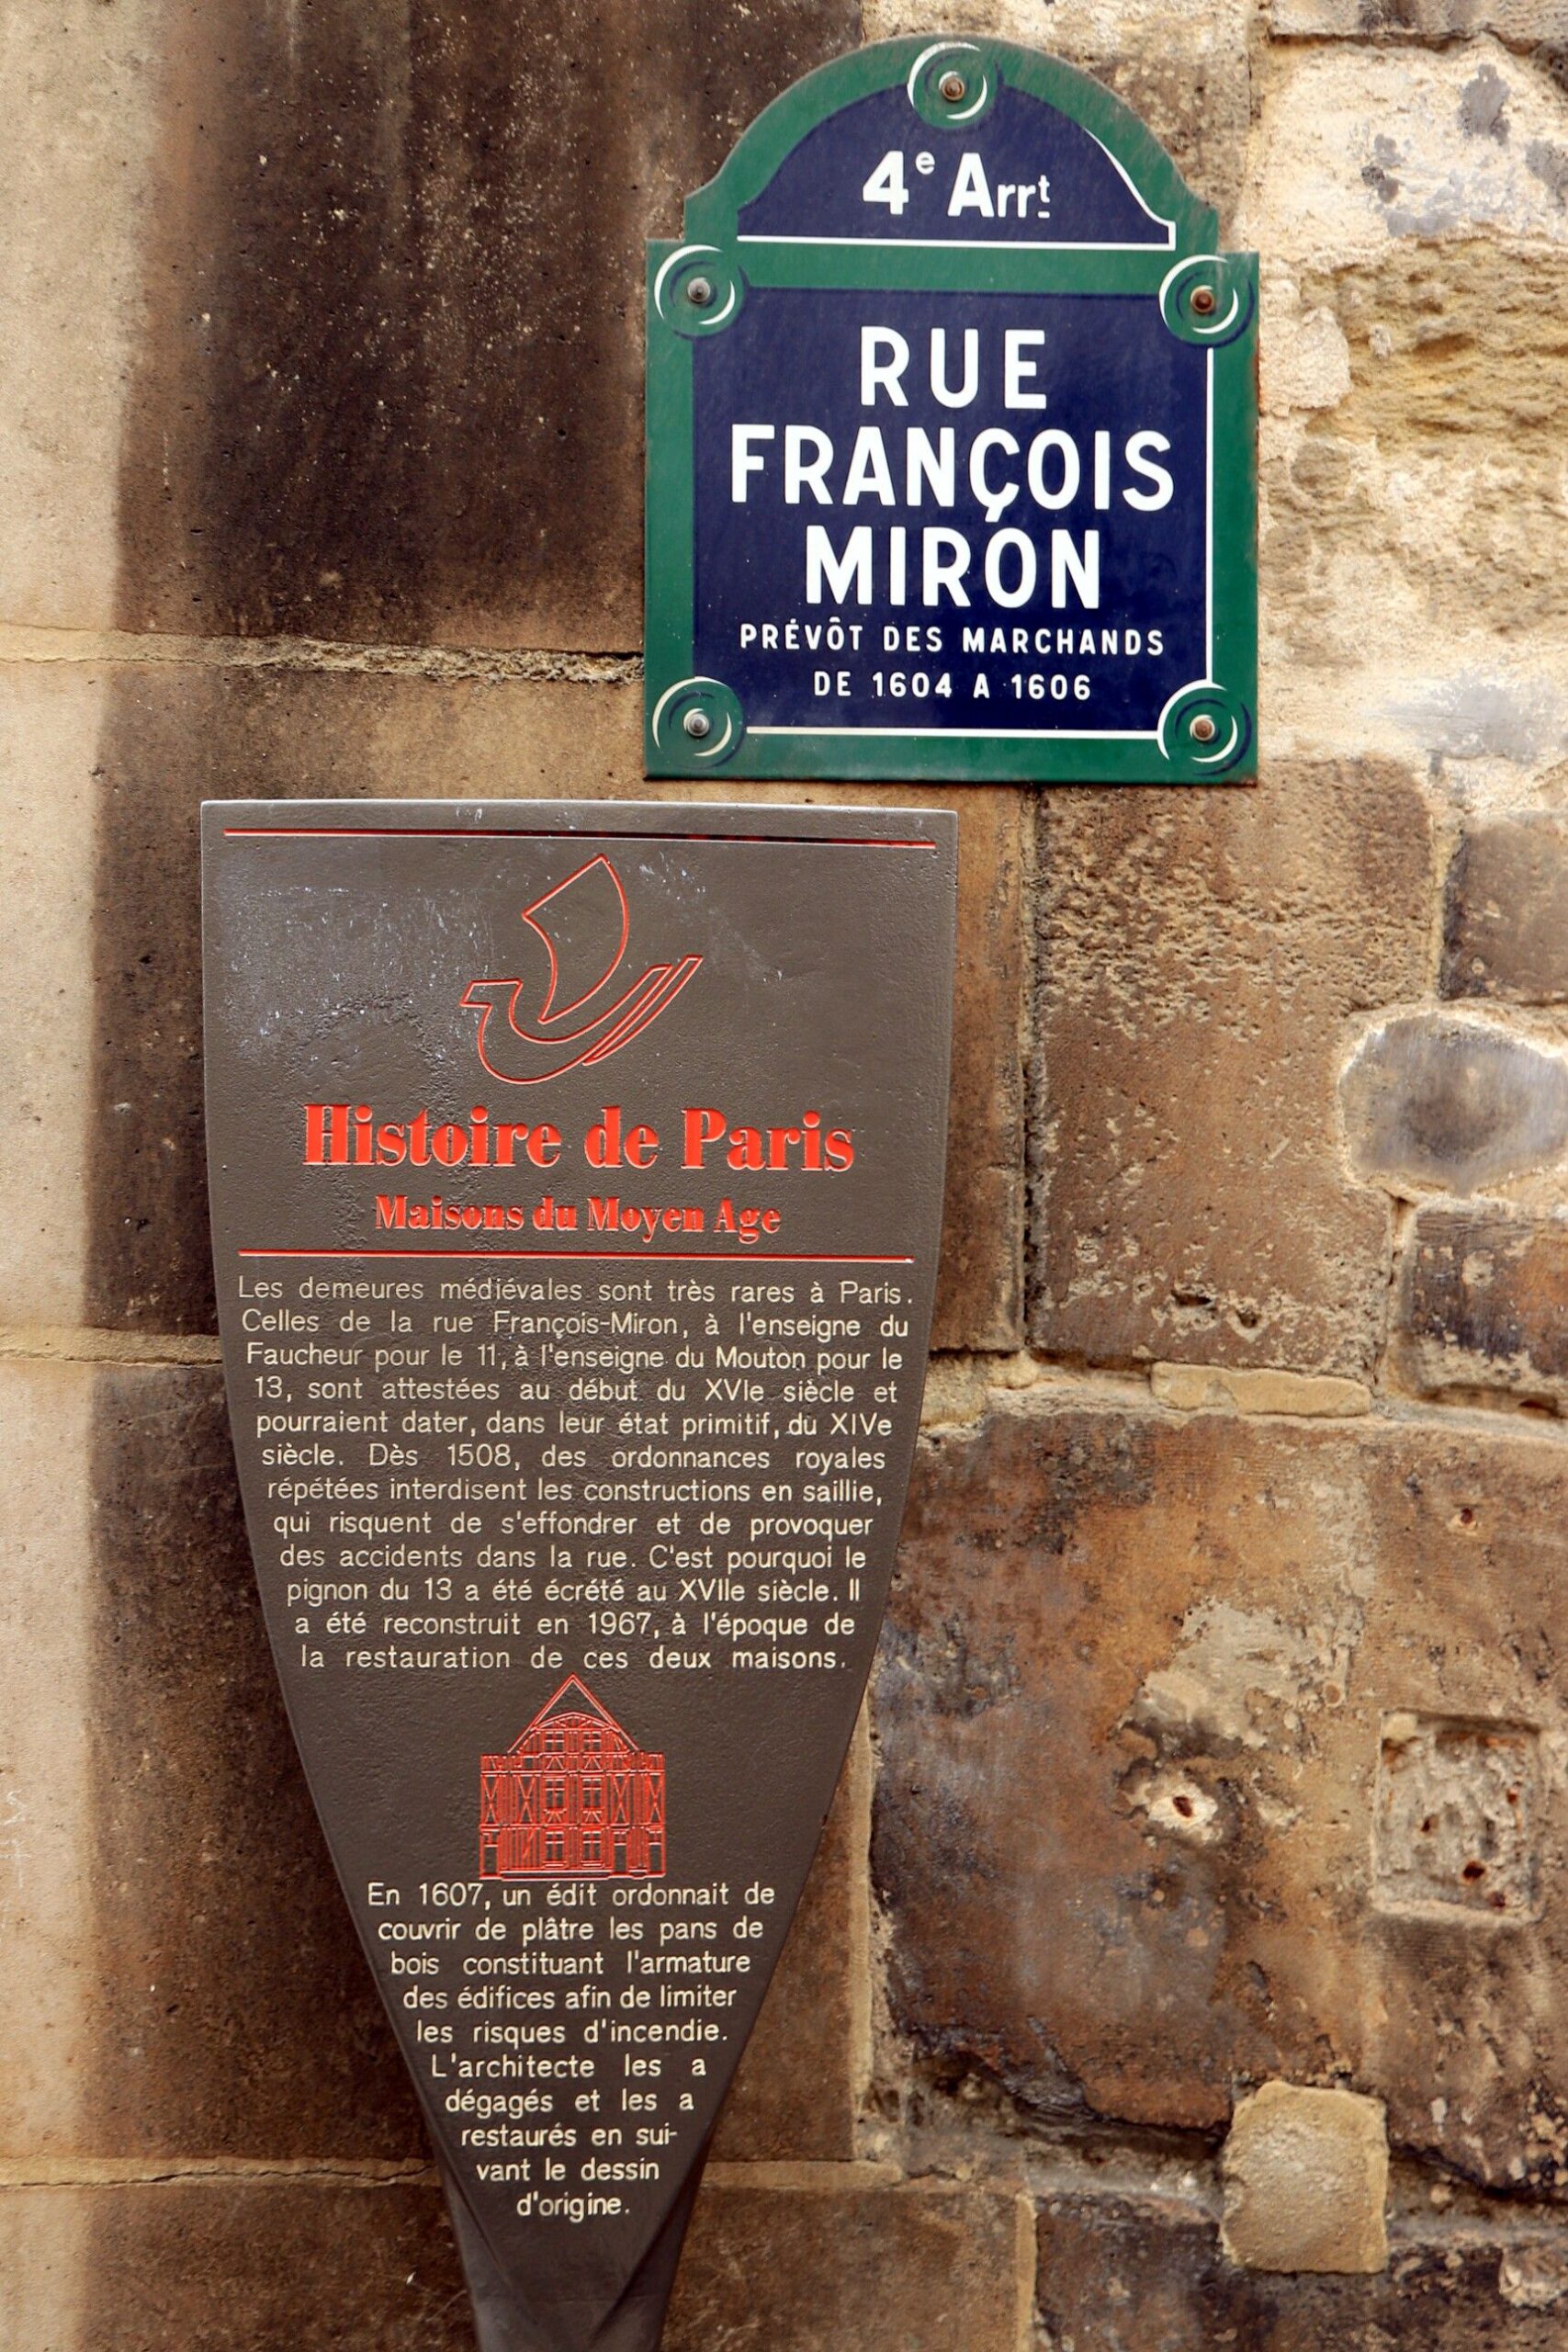 4e Arrt
RUE
FRANÇOIS
MIRON
PRÉVÔT DES MARCHANDS
DE 1604 A 1606
Histoire de Paris
Maisons du Moyen Age
Les demeures médiévales sont très rares à Paris.
Celles de la rue François-Miron, à l'enseigne du
Faucheur pour le 11, à l'enseigne du Mouton pour le
13, sont attestées au début du XVIe siècle et
pourraient dater, dans leur état primitif, du XIVe
siècle. Dès 1508, des ordonnances royales
répétées interdisent les constructions en saillie,
qui risquent de s'effondrer et de provoquer
des accidents dans la rue. C'est pourquoi le
pignon du 13 a été écrété au XVIIe siècle. Il
a été reconstruit en 1967, à l'époque de
la restauration de ces deux maisons.
En 1607, un édit ordonnait de
couvrir de plâtre les pans de
bois constituant l'armature
des édifices afin de limiter
les risques d'incendie.
L'architecte les a
dégagés et les a
restaurés en sui-
vant le dessin
d'origine.